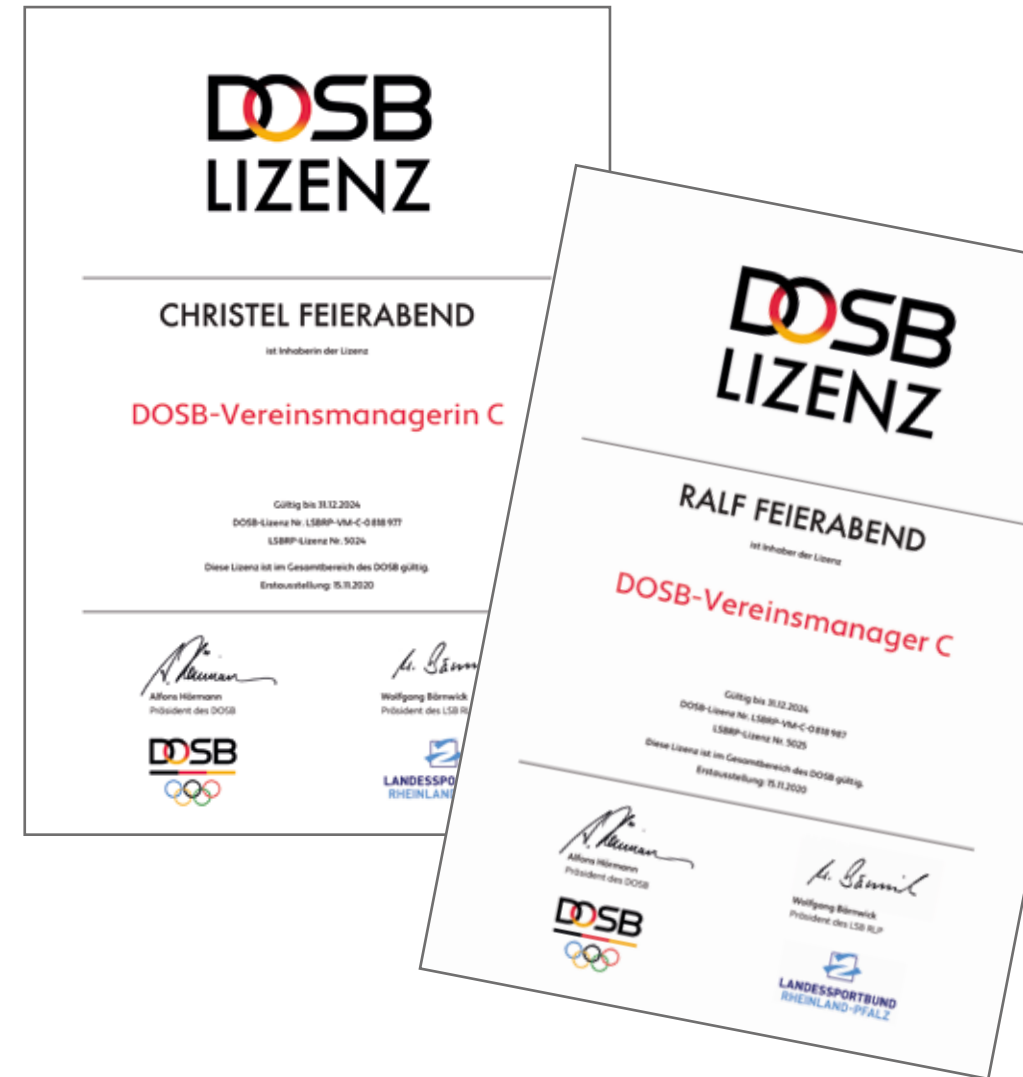 DOSB
LIZENZ
CHRISTEL FEIERABEND
ist Inhaberin der Lizenz
DOSB-Vereinsmanagerin C
Gültig bis 31.12.2024
DOSB-Lizenz Nr. LSBRP-VM-C-0 818 977
LSBRP-Lizenz Nr. 5024
Diese Lizenz ist im Gesamtbereich des DOSB gültig.
Erstausstellung: 15.11.2020
Alfons Hörmann
Präsident des DOSB
Wolfgang Bärnwick
Präsident des LSB
DOSB
LANDESSPO
RHEINLAN
DOSB
LIZENZ
RALF FEIERABEND
ist Inhaber der Lizenz
DOSB-Vereinsmanager C
Gültig bis 31.12.2024
DOSB-Lizenz Nr. LSBRP-VM-C-0 818 987
LSBRP-Lizenz Nr. 5025
Diese Lizenz ist im Gesamtbereich des DOSB gültig.
Erstausstellung: 15.11.2020
Alfons Hörmann
Präsident des DOSB
Wolfgang Bärnwick
Präsident des LSB RLP
DOSB
LANDESSPORTBUND
RHEINLAND-PFALZ